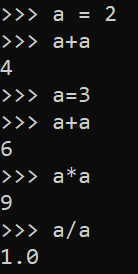 >>> a = 2
>>> a+a
4
>>> a=3
>>> a+a
6
>>> a*a
9
>>> a/a
1.0